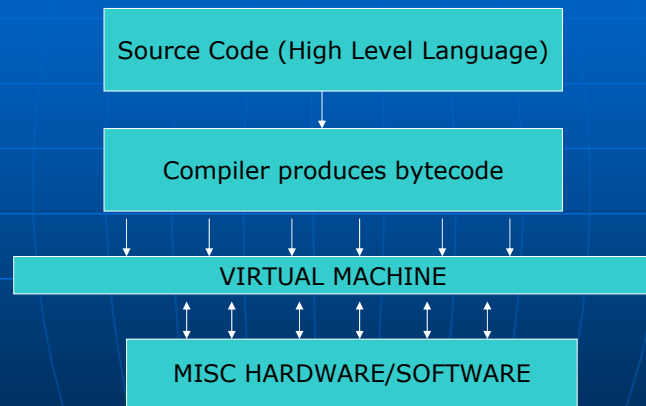 Source Code (High Level Language)
Compiler produces bytecode
VIRTUAL MACHINE
MISC HARDWARE/SOFTWARE